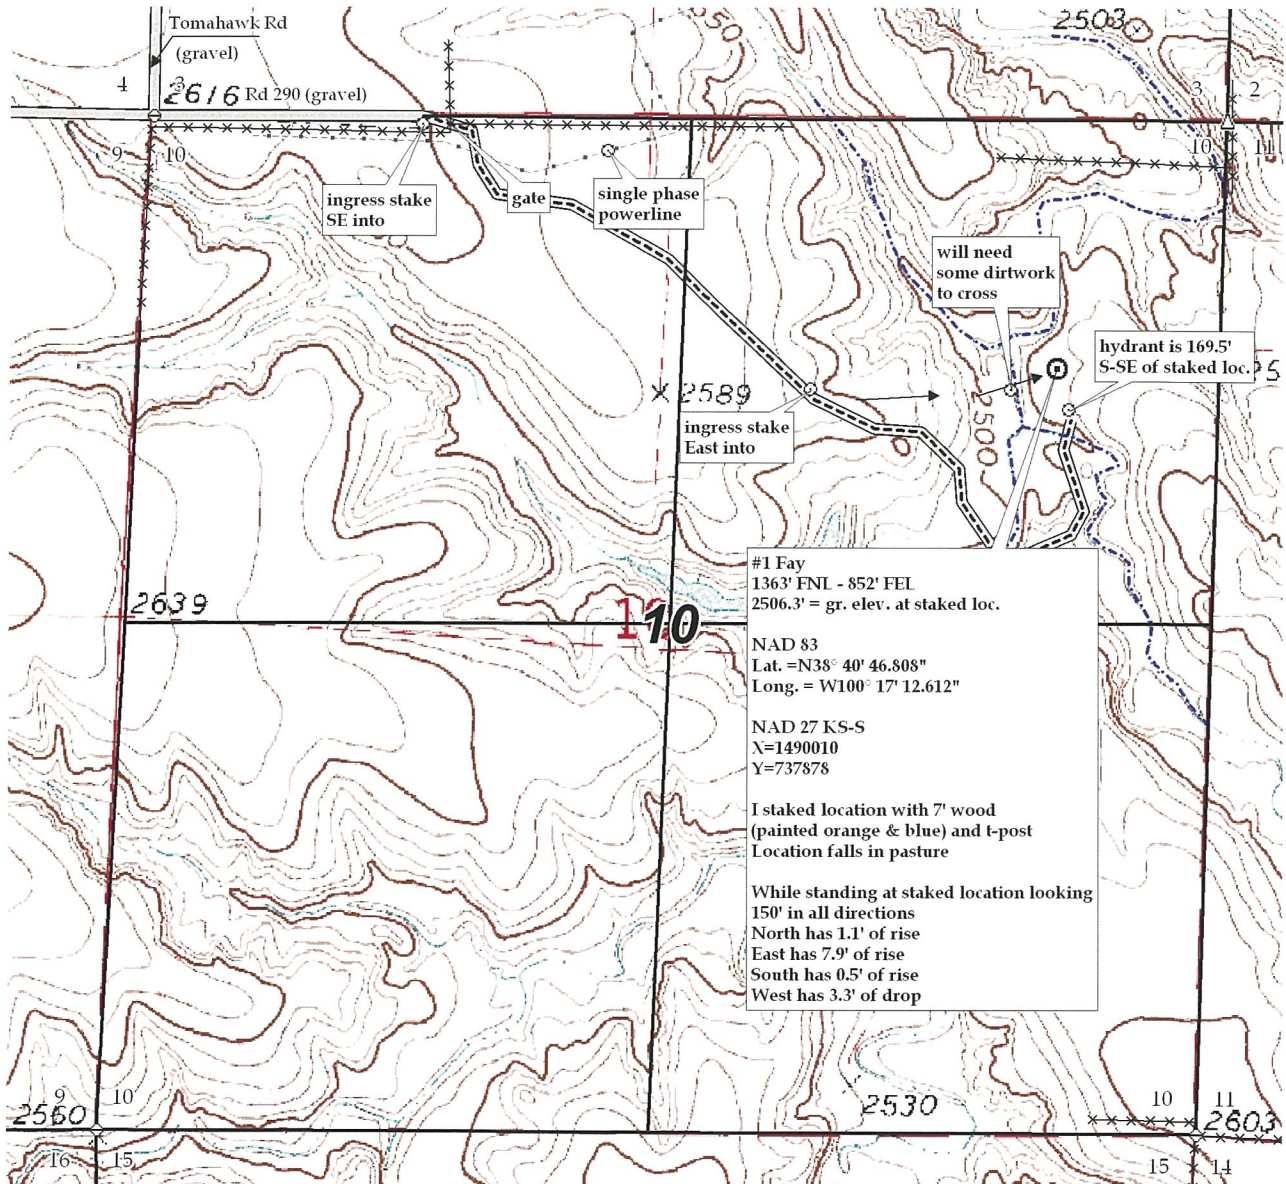 Tomahawk Rd
(gravel)
2503
4
3
2616
Rd 290 (gravel)
3
2
9
10
10
11
ingress stake
SE into
gate
single phase
powerline
will need
some dirtwork
to cross
hydrant is 169.5'
S-SE of staked loc.
2589
2500
ingress stake
East into
2639
10
#1 Fay
1363' FNL - 852' FEL
2506.3' = gr. elev. at staked loc.
NAD 83
Lat. =N38° 40' 46.808"
Long. = W100° 17' 12.612"
NAD 27 KS-S
X=1490010
Y=737878
I staked location with 7' wood
(painted orange & blue) and t-post
Location falls in pasture
While standing at staked location looking
150' in all directions
North has 1.1' of rise
East has 7.9' of rise
South has 0.5' of rise
West has 3.3' of drop
9
10
2560
16
15
2530
10
11
2603
15
14